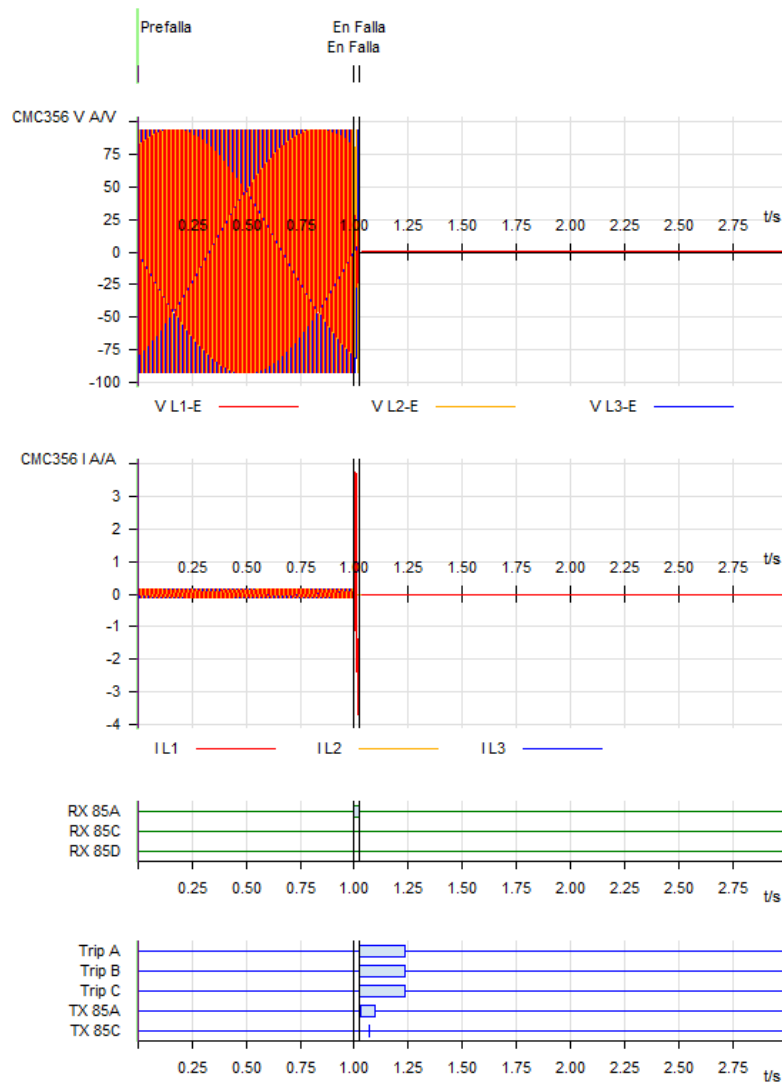 Prefalla En Falla
En Falla
CMC356 V A/V
75
50
25
0.25 0.50 0.75 1.00 1.25 1.50 1.75 2.00 2.25 2.50 2.75 t/s
0
-25
-50
-75
-100
V L1-E V L2-E V L3-E
CMC356 I A/A
3
2
1
0.25 0.50 0.75 1.00 1.25 1.50 1.75 2.00 2.25 2.50 2.75 t/s
0
-1
-2
-3
-4
I L1 I L2 I L3
RX 85A
RX 85C
RX 85D
0.25 0.50 0.75 1.00 1.25 1.50 1.75 2.00 2.25 2.50 2.75 t/s
Trip A
Trip B
Trip C
TX 85A
TX 85C
0.25 0.50 0.75 1.00 1.25 1.50 1.75 2.00 2.25 2.50 2.75 t/s